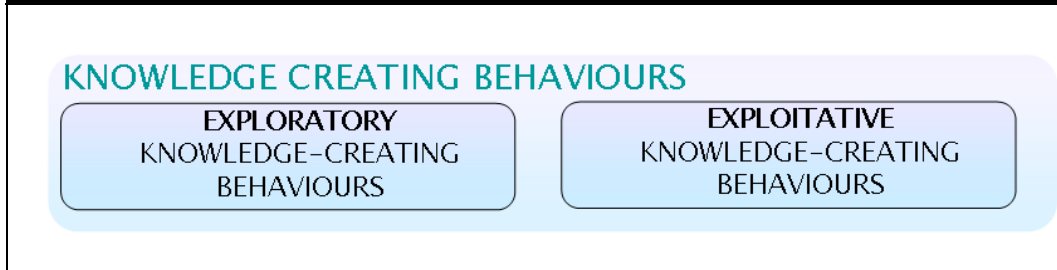 KNOWLEDGE CREATING BEHAVIOURS
EXPLORATORY
KNOWLEDGE-CREATING
BEHAVIOURS
EXPLOITATIVE
KNOWLEDGE-CREATING
BEHAVIOURS